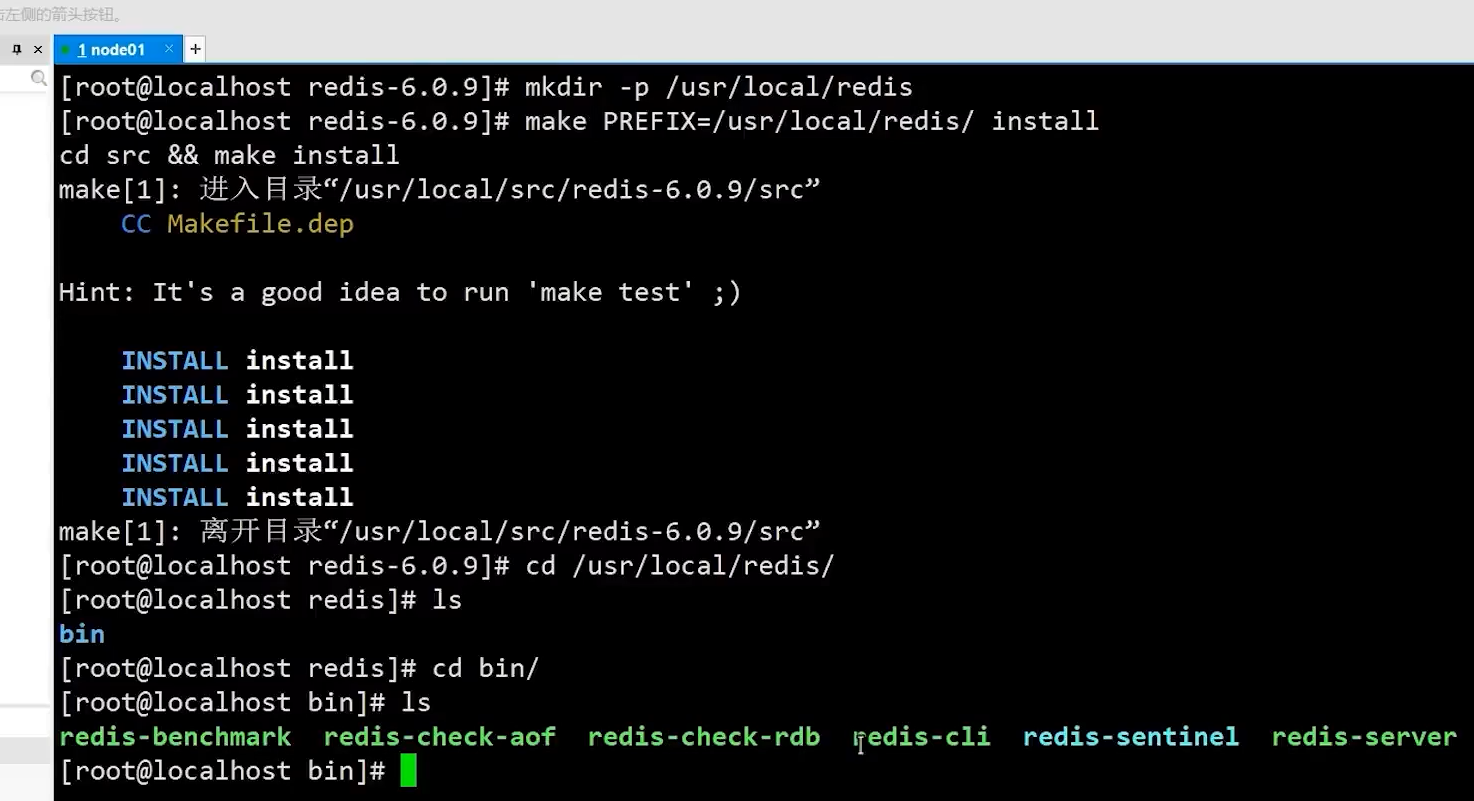 左侧的箭头按钮。
1 node01
[root@localhost redis-6.0.9]# mkdir -p /usr/local/redis
[root@localhost redis-6.0.9]# make PREFIX=/usr/local/redis/ install
cd src && make install
make[1]: 进入目录“/usr/local/src/redis-6.0.9/src”
CC Makefile.dep
Hint: It's a good idea to run 'make test' ;)
INSTALL install
INSTALL install
INSTALL install
INSTALL install
INSTALL install
make[1]: 离开目录“/usr/local/src/redis-6.0.9/src”
[root@localhost redis-6.0.9]# cd /usr/local/redis/
[root@localhost redis]# ls
bin
[root@localhost redis]# cd bin/
[root@localhost bin]# ls
redis-benchmark redis-check-aof redis-check-rdb redis-cli redis-sentinel redis-server
[root@localhost bin]#